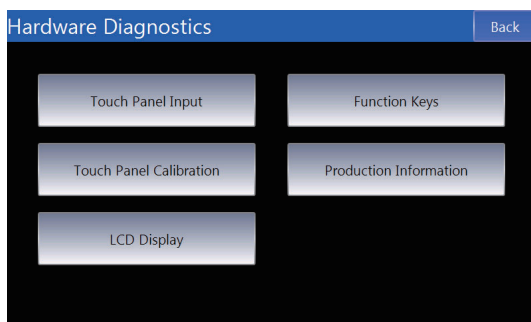 Hardware Diagnostics
Back
Touch Panel Input
Function Keys
Touch Panel Calibration
Production Information
LCD Display